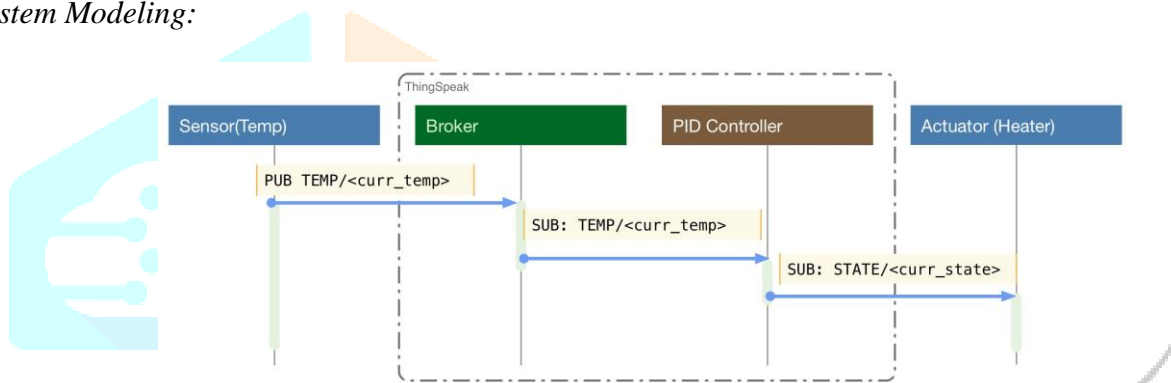 stem Modeling:
ThingSpeak
Sensor(Temp)
Broker
PID Controller
Actuator (Heater)
PUB TEMP/<curr_temp>
SUB: TEMP/<curr_temp>
SUB: STATE/<curr_state>